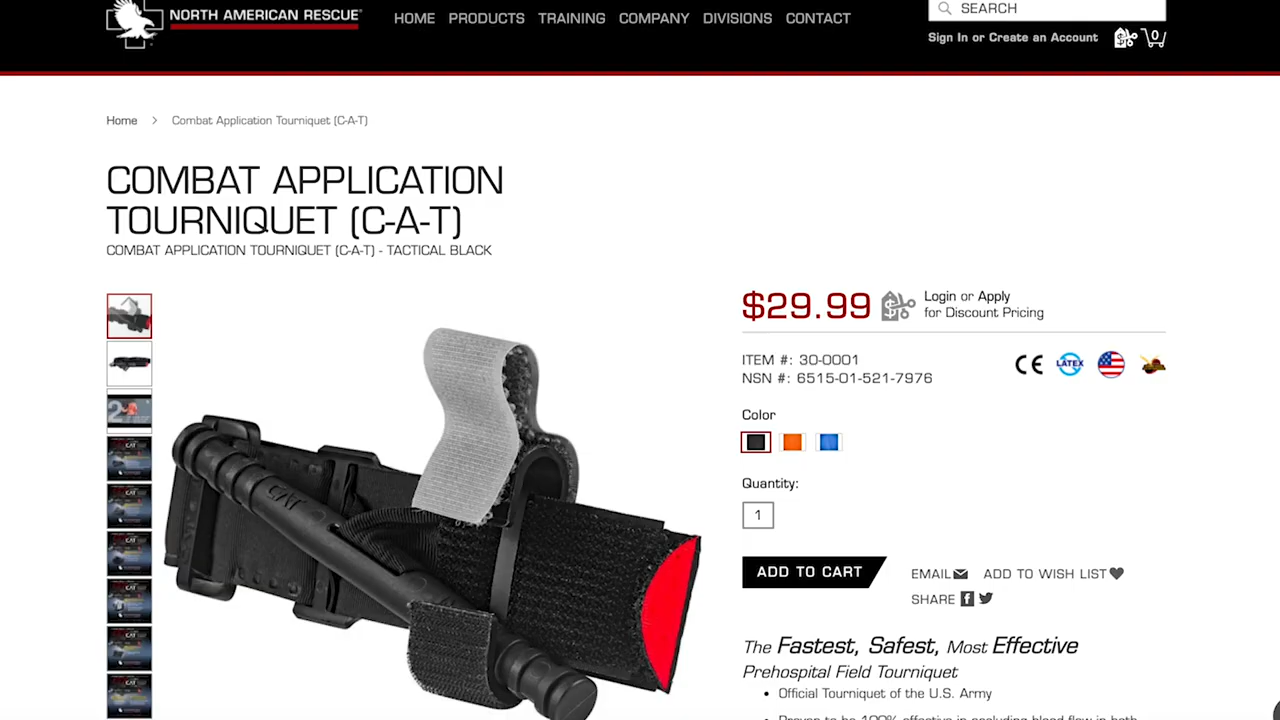 NORTH AMERICAN RESCUE®
HOME PRODUCTS TRAINING COMPANY DIVISIONS CONTACT
SEARCH
Sign In or Create an Account
0
Home > Combat Application Tourniquet (C-A-T)
COMBAT APPLICATION
TOURNIQUET (C-A-T)
COMBAT APPLICATION TOURNIQUET (C-A-T) - TACTICAL BLACK
$29.99
Login or Apply
for Discount Pricing
ITEM #: 30-0001
NSN #: 6515-01-521-7976
CE
LATEX
Color
Quantity:
1
ADD TO CART
EMAIL
ADD TO WISH LIST
SHARE
The Fastest, Safest, Most Effective
Prehospital Field Tourniquet
• Official Tourniquet of the U.S. Army
CAT
2